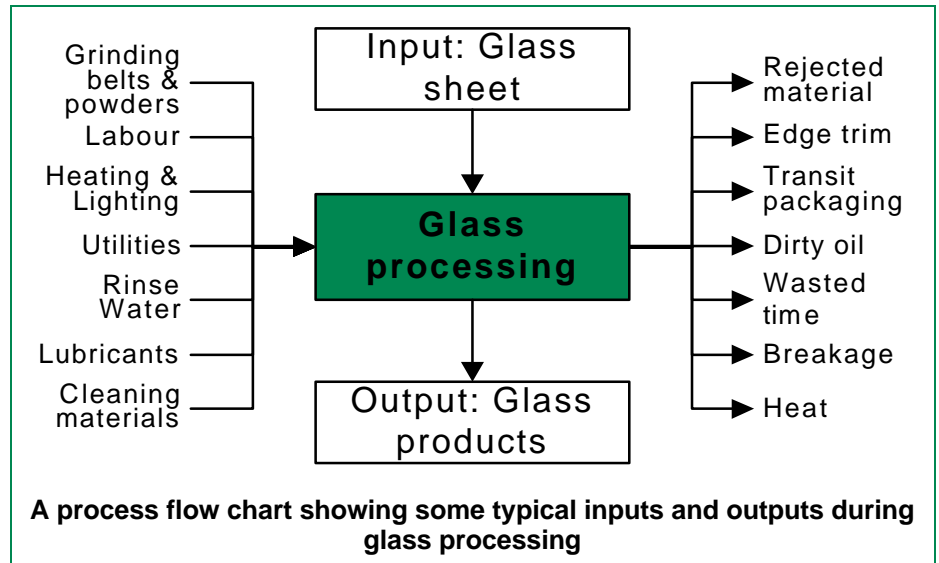 Grinding
belts &
powders
Labour
Heating &
Lighting
Utilities
Rinse
Water
Lubricants
Cleaning
materials
Input: Glass
sheet
Glass
processing
Output: Glass
products
Rejected
material
Edge trim
Transit
packaging
Dirty oil
Wasted
time
Breakage
Heat
A process flow chart showing some typical inputs and outputs during
glass processing